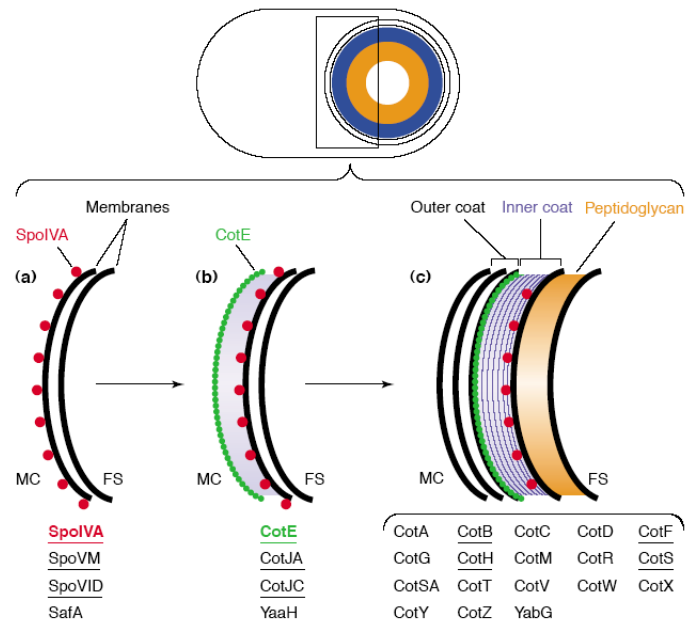 Outer coat Inner coat Peptidoglycan
Membranes
SpoIVA CotE
(a) (b) (c)
MC FS MC FS MC FS
SpoIVA CotE CotA CotB CotC CotD CotF
SpoVM CotJA CotG CotH CotM CotR CotS
SpoVID CotJC CotSA CotT CotV CotW CotX
SafA YaaH CotY CotZ YabG